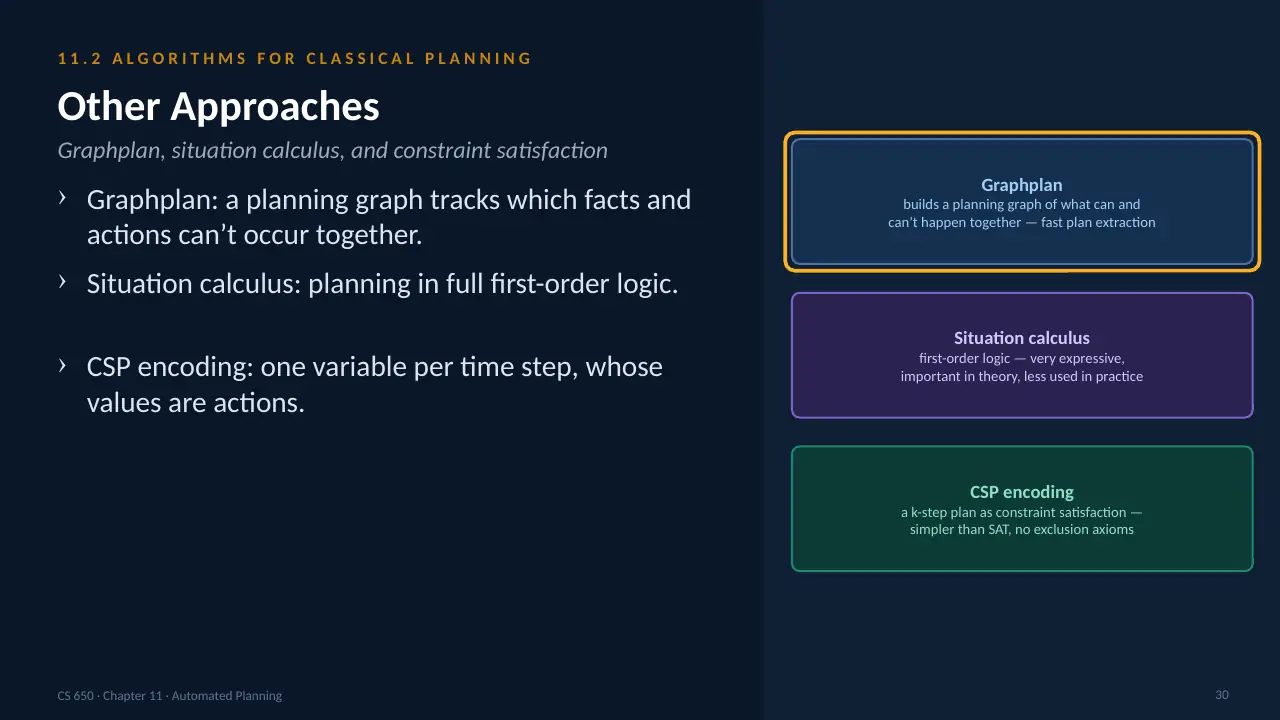 11.2 ALGORITHMS FOR CLASSICAL PLANNING
Other Approaches
Graphplan, situation calculus, and constraint satisfaction
› Graphplan: a planning graph tracks which facts and
actions can’t occur together.
› Situation calculus: planning in full first-order logic.
› CSP encoding: one variable per time step, whose
values are actions.
Graphplan
builds a planning graph of what can and
can’t happen together — fast plan extraction
Situation calculus
first-order logic — very expressive,
important in theory, less used in practice
CSP encoding
a k-step plan as constraint satisfaction —
simpler than SAT, no exclusion axioms
CS 650 · Chapter 11 · Automated Planning
30